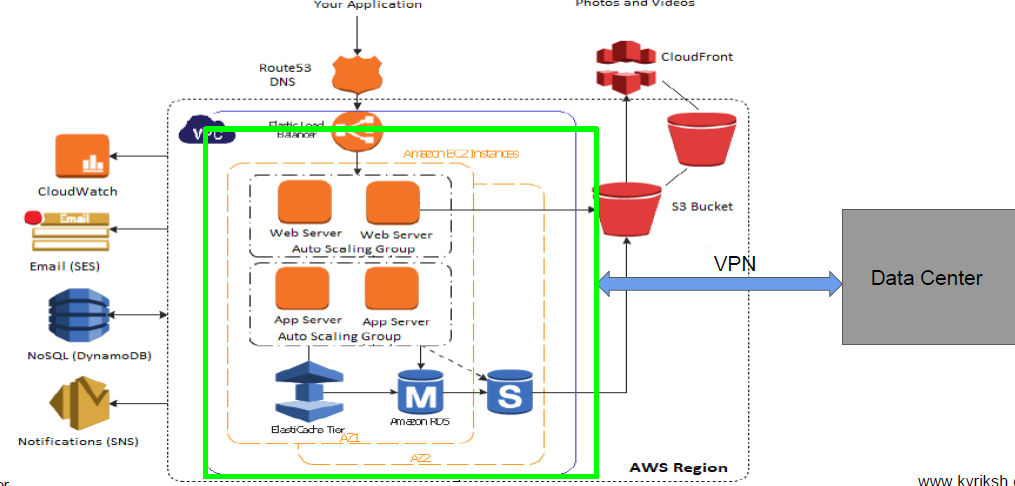 Your Application
Photos and Videos
Route53
DNS
CloudFront
VPC
Elastic Load
Balancer
Amazon EC2 Instances
CloudWatch
Web Server
Web Server
Auto Scaling Group
S3 Bucket
Email
Email (SES)
VPN
Data Center
App Server
App Server
Auto Scaling Group
NoSQL (DynamoDB)
M
S
ElastiCache Tier
Amazon RDS
AZ1
Notifications (SNS)
AZ2
AWS Region